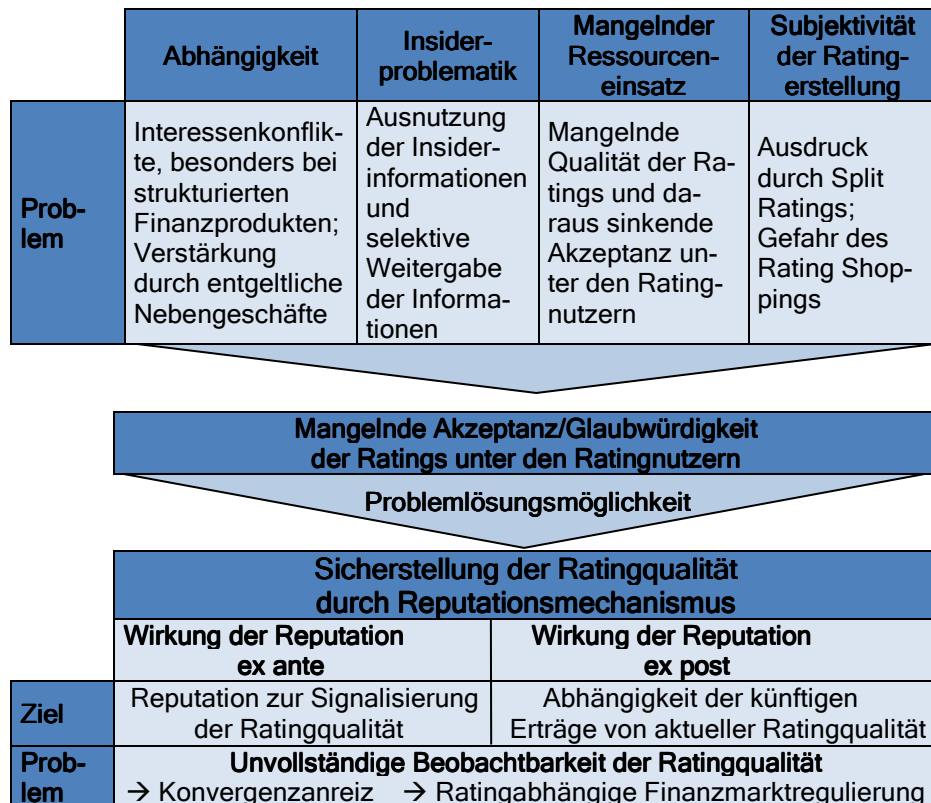 Abhängigkeit
Insider-
problematik
Mangelnder
Ressourcen-
einsatz
Subjektivität
der Rating-
erstellung
Prob-
lem
Interessenkonflik-
te, besonders bei
strukturierten
Finanzprodukten;
Verstärkung
durch entgeltliche
Nebengeschäfte
Ausnutzung
der Insider-
informationen
und
selektive
Weitergabe
der Informa-
tionen
Mangelnde
Qualität der Ra-
tings und da-
raus sinkende
Akzeptanz un-
ter den Rating-
nutzern
Ausdruck
durch Split
Ratings;
Gefahr des
Rating Shop-
pings
Mangelnde Akzeptanz/Glaubwürdigkeit
der Ratings unter den Ratingnutzern
Problemlösungsmöglichkeit
Sicherstellung der Ratingqualität
durch Reputationsmechanismus
Wirkung der Reputation
ex ante
Wirkung der Reputation
ex post
Ziel
Reputation zur Signalisierung
der Ratingqualität
Abhängigkeit der künftigen
Erträge von aktueller Ratingqualität
Prob-
lem
Unvollständige Beobachtbarkeit der Ratingqualität
→ Konvergenzanreiz → Ratingabhängige Finanzmarktregulierung